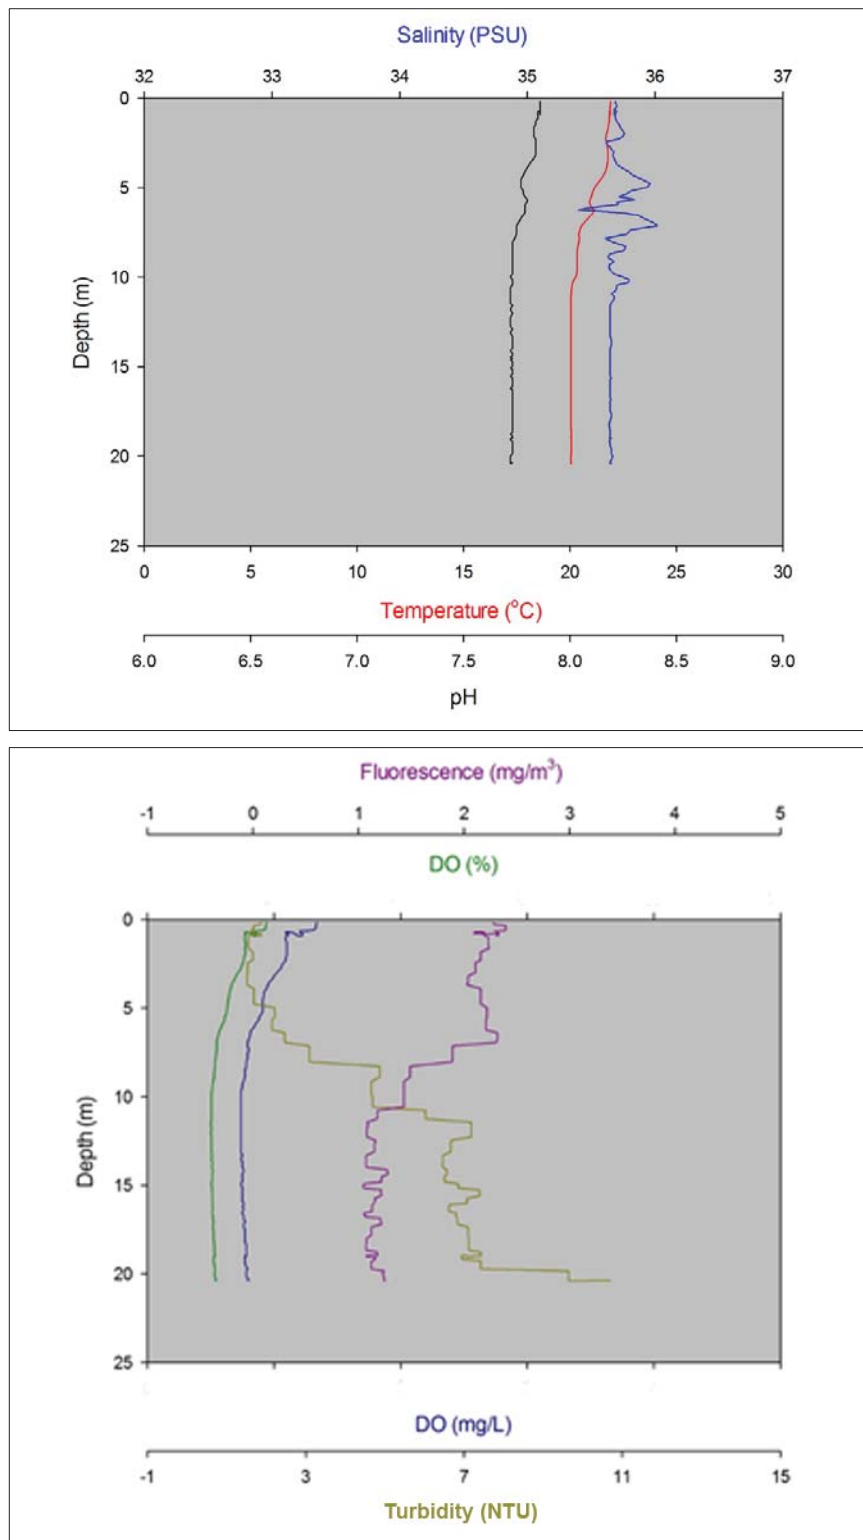 Salinity (PSU)
32 33 34 35 36 37
0
5
10
15
20
25
Depth (m)
0 5 10 15 20 25 30
Temperature (°C)
6.0 6.5 7.0 7.5 8.0 8.5 9.0
pH
Fluorescence (mg/m³)
-1 0 1 2 3 4 5
DO (%)
0
5
10
15
20
25
Depth (m)
DO (mg/L)
-1 3 7 11 15
Turbidity (NTU)